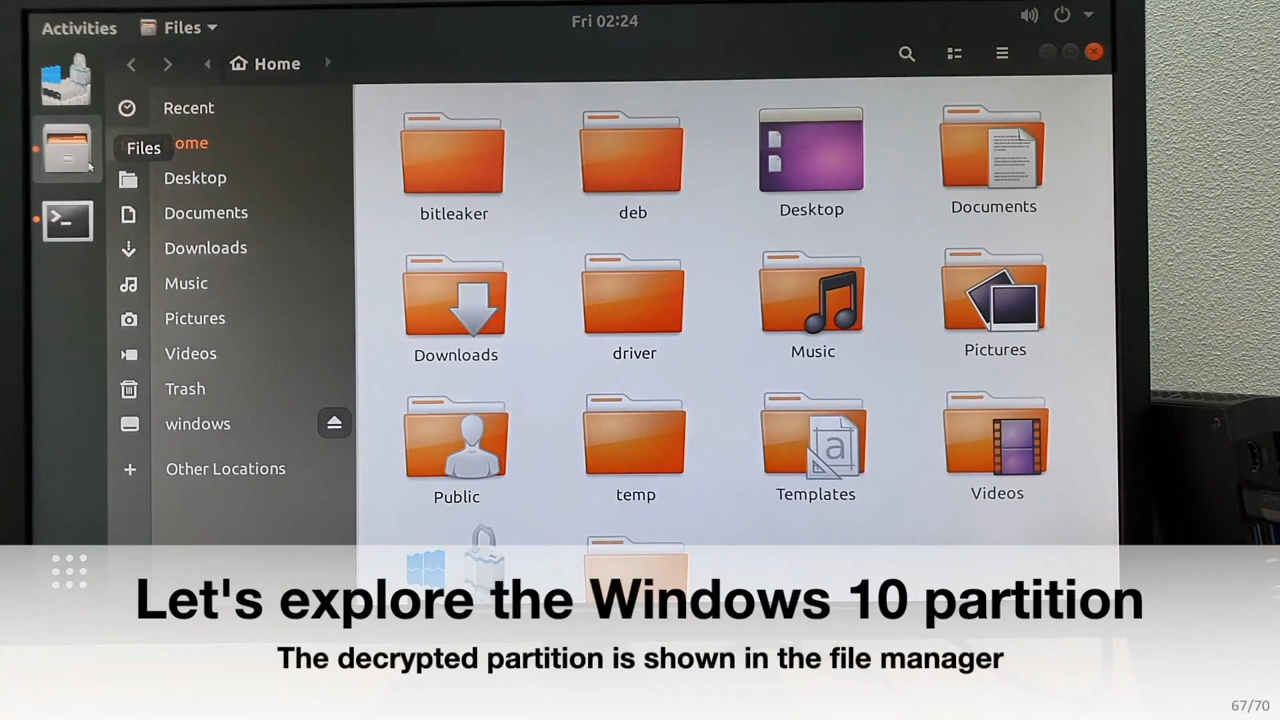 Activities
Files
Fri 02:24
Home
Recent
Files
ome
Desktop
Documents
Downloads
Music
Pictures
Videos
Trash
windows
Other Locations
bitleaker
deb
Desktop
Documents
Downloads
driver
Music
Pictures
Public
temp
Templates
Videos
Let's explore the Windows 10 partition
The decrypted partition is shown in the file manager
67/70